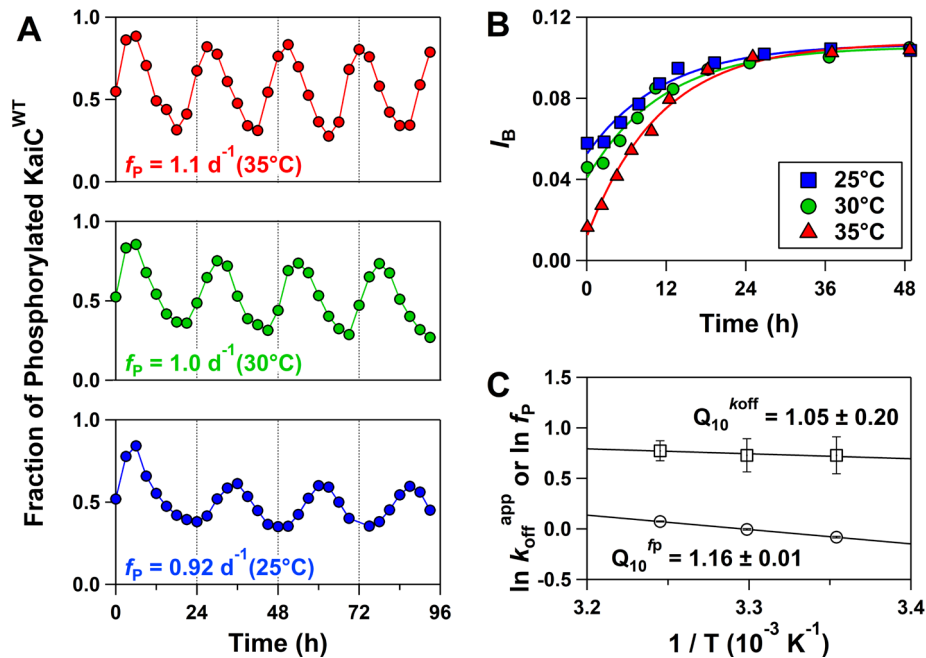 A
Fraction of Phosphorylated KaiC^WT
1.0
0.5
0.0
f_P = 1.1 d^-1 (35°C)
1.0
0.5
0.0
f_P = 1.0 d^-1 (30°C)
1.0
0.5
0.0
f_P = 0.92 d^-1 (25°C)
0 24 48 72 96
Time (h)
B
I_B
0.12
0.08
0.04
0.00
25°C
30°C
35°C
0 12 24 36 48
Time (h)
C
ln k_off^app or ln f_P
1.5
1.0
0.5
0.0
-0.5
Q_10^koff = 1.05 ± 0.20
Q_10^fp = 1.16 ± 0.01
3.2 3.3 3.4
1 / T (10^-3 K^-1)